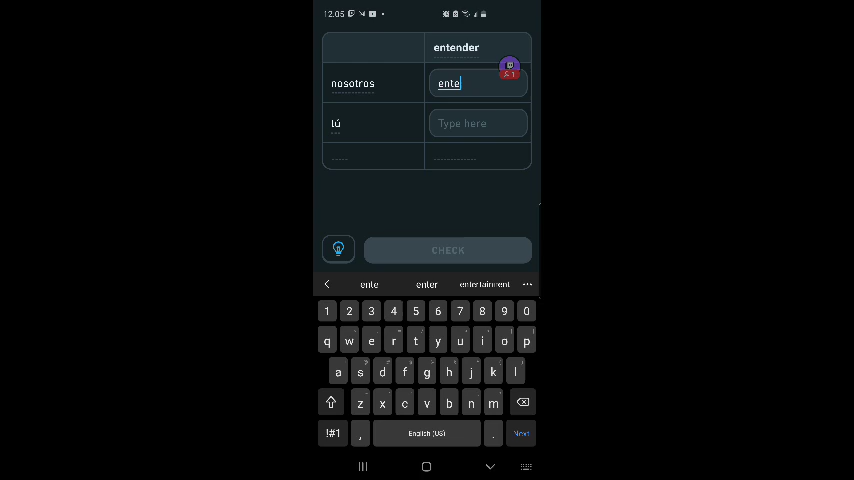 12.05
entender
nosotros ente
1
tú Type here
CHECK
ente enter entertainment
1 2 3 4 5 6 7 8 9 0
q w e r t y u i o p
a s d f g h j k l
z x c v b n m
!#1 , English (US) . Next